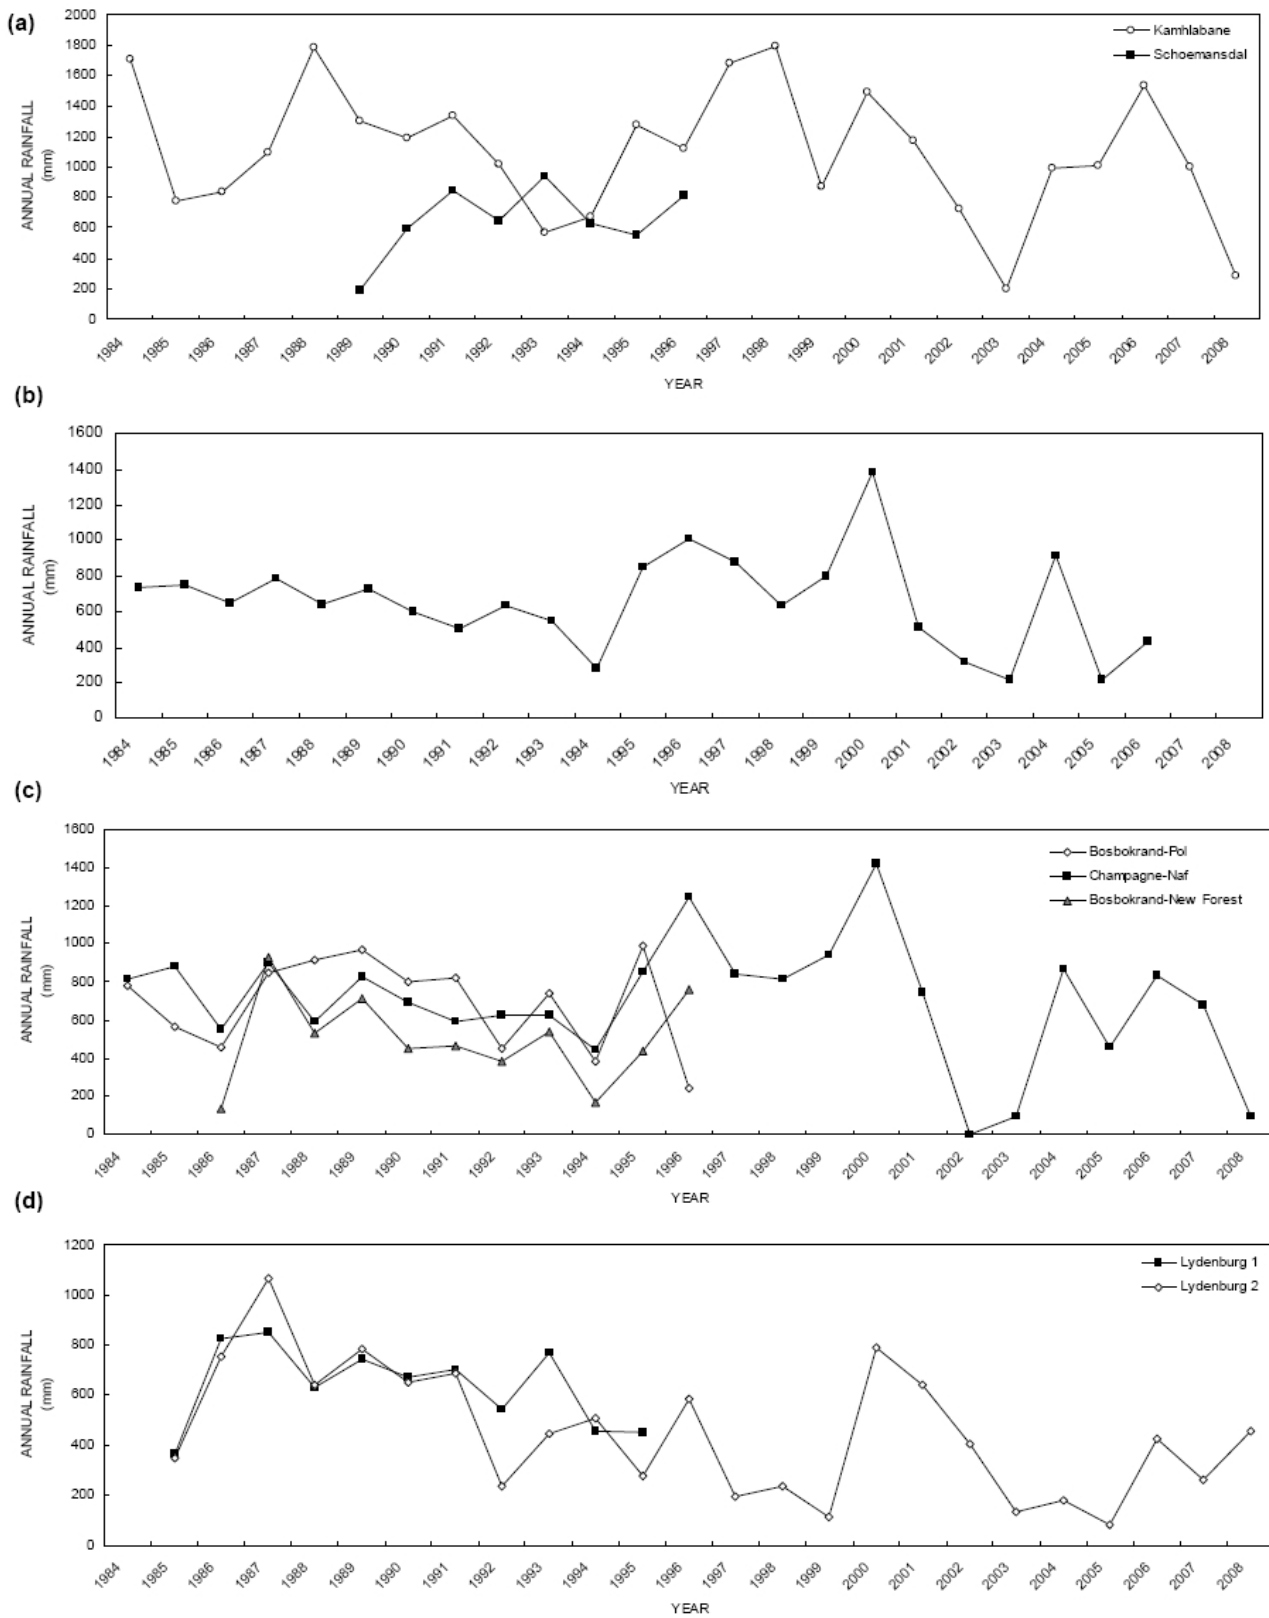 (a)
2000
1800
1600
1400
1200
1000
800
600
400
200
0
ANNUAL RAINFALL
(mm)
Kamhlabane
Schoemansdal
1984 1985 1986 1987 1988 1989 1990 1991 1992 1993 1994 1995 1996 1997 1998 1999 2000 2001 2002 2003 2004 2005 2006 2007 2008
YEAR
(b)
1600
1400
1200
1000
800
600
400
200
0
ANNUAL RAINFALL
(mm)
1984 1985 1986 1987 1988 1989 1990 1991 1992 1993 1994 1995 1996 1997 1998 1999 2000 2001 2002 2003 2004 2005 2006 2007 2008
YEAR
(c)
1600
1400
1200
1000
800
600
400
200
0
ANNUAL RAINFALL
(mm)
Bosbokrand-Pol
Champagne-Naf
Bosbokrand-New Forest
1984 1985 1986 1987 1988 1989 1990 1991 1992 1993 1994 1995 1996 1997 1998 1999 2000 2001 2002 2003 2004 2005 2006 2007 2008
YEAR
(d)
1200
1000
800
600
400
200
0
ANNUAL RAINFALL
(mm)
Lydenburg 1
Lydenburg 2
1984 1985 1986 1987 1988 1989 1990 1991 1992 1993 1994 1995 1996 1997 1998 1999 2000 2001 2002 2003 2004 2005 2006 2007 2008
YEAR